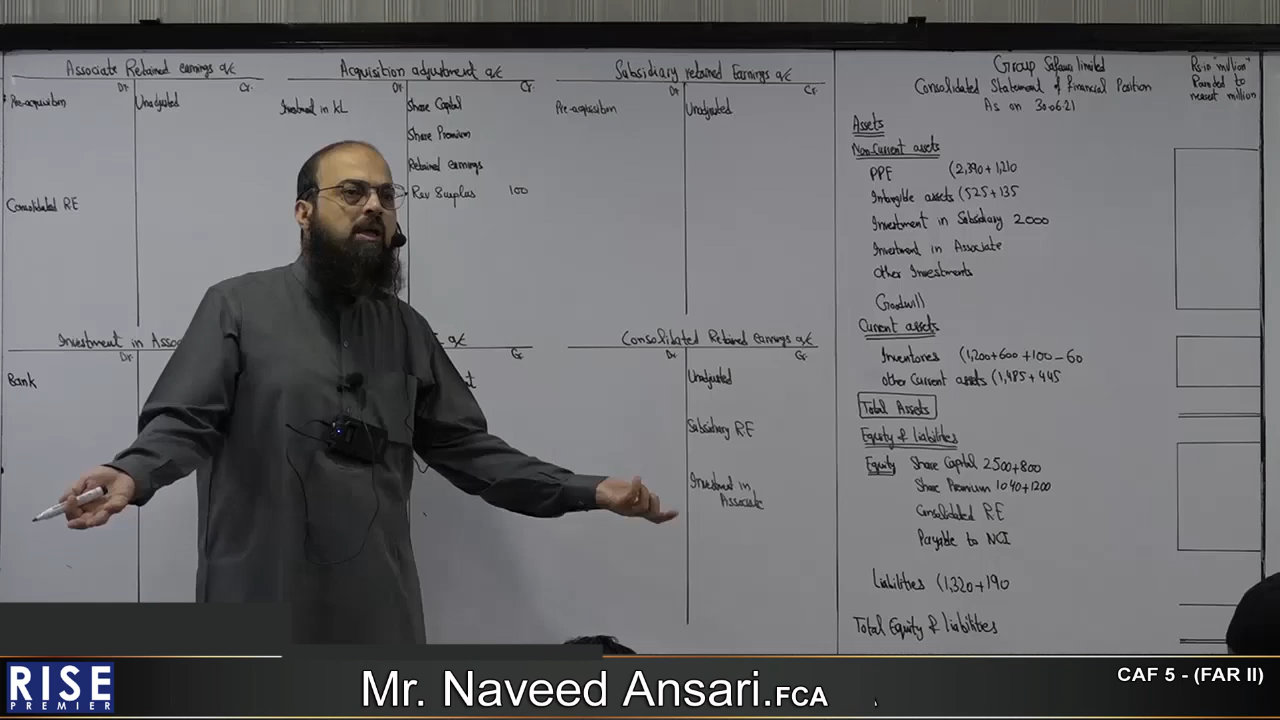 Associate Retained earnings a/c
Dr. Cr.
Pre-acquisition Unadjusted
Consolidated RE
Acquisition adjustment a/c
Dr. Cr.
Investment in KL Share Capital
Share Premium
Retained earnings
Rev Surplus 100
Subsidiary retained Earnings a/c
Dr. Cr.
Pre-acquisition Unadjusted
Investment in Asso
Dr.
Bank
a/c
Cr.
Consolidated Retained earnings a/c
Dr. Cr.
Unadjusted
Subsidiary RE
Investment in
Associate
Group Safeer limited
Consolidated Statement of Financial Position
As on 30.06.21
Rs in "million"
Rounded to
nearest million
Assets
Non-Current assets
PPE (2,390+1,210
Intangible assets (525+135
Investment in Subsidiary 2000
Investment in Associate
Other Investments
Goodwill
Current assets
Inventories (1,200+600+100-60
Other Current assets (1,485+445
Total Assets
Equity & liabilities
Equity Share Capital 2500+800
Share Premium 1040+1200
Consolidated RE
Payable to NCI
Liabilities (1,320+190
Total Equity & Liabilities
RISE
PREMIER
Mr. Naveed Ansari.FCA
CAF 5 - (FAR II)